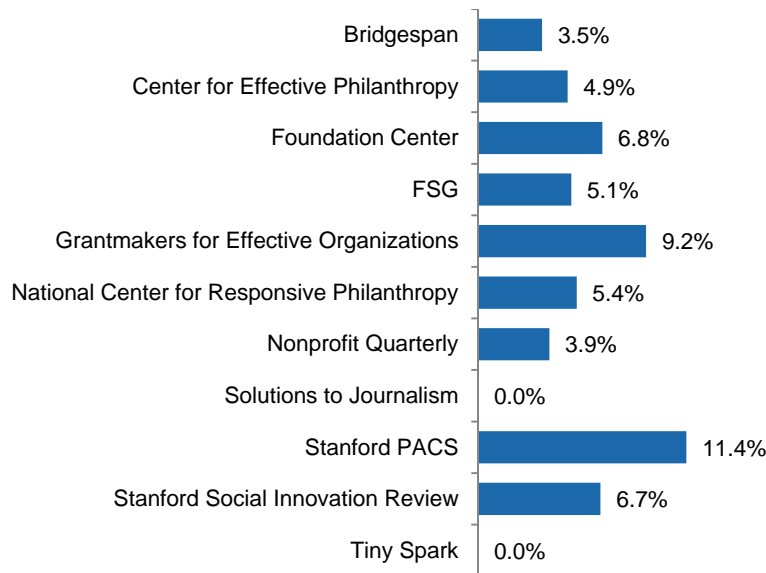 Bridgespan 3.5%
Center for Effective Philanthropy 4.9%
Foundation Center 6.8%
FSG 5.1%
Grantmakers for Effective Organizations 9.2%
National Center for Responsive Philanthropy 5.4%
Nonprofit Quarterly 3.9%
Solutions to Journalism 0.0%
Stanford PACS 11.4%
Stanford Social Innovation Review 6.7%
Tiny Spark 0.0%